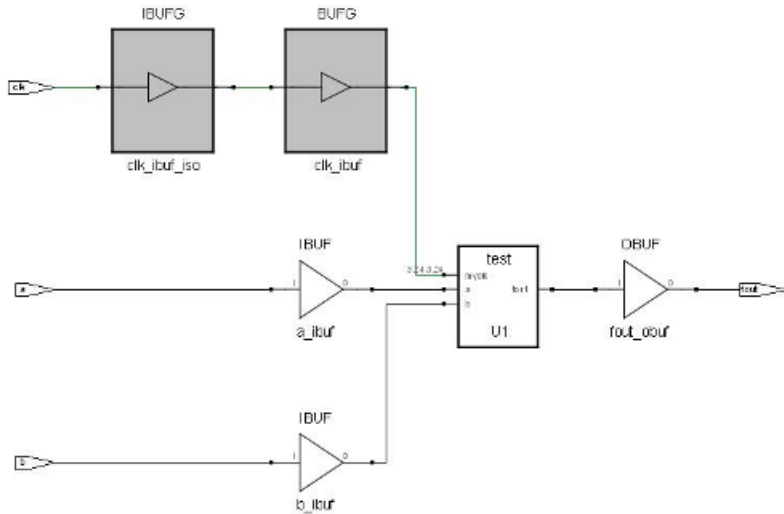 IBUFG
BUFG
clk
clk_ibuf_iso
clk_ibuf
IBUF
test
OBUF
a
I
O
a
I
O
fout
b
a_ibuf
U1
fout_obuf
IBUF
b
I
O
b_ibuf